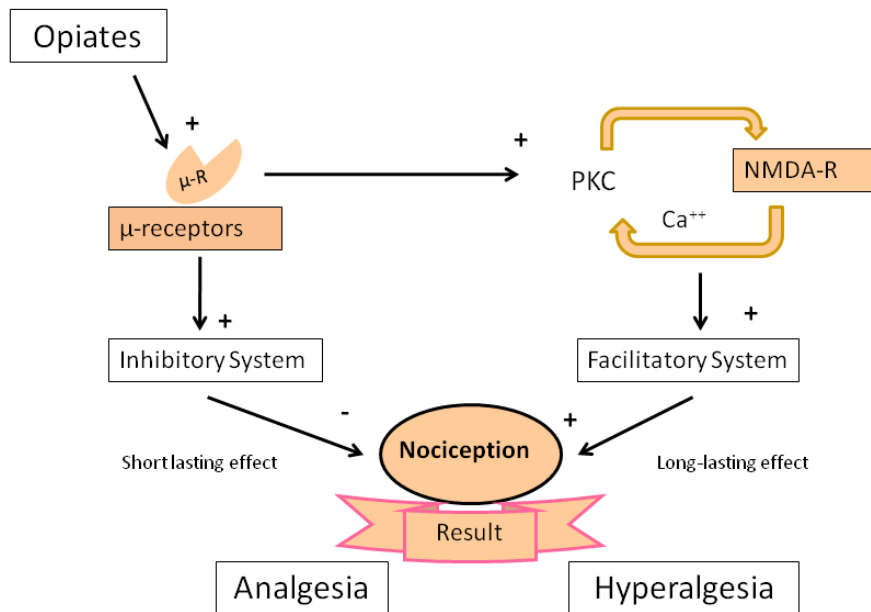 Opiates
+
+
μ-R
PKC
NMDA-R
μ-receptors
Ca⁺⁺
+
+
Inhibitory System
Facilitatory System
-
+
Nociception
Short lasting effect
Long-lasting effect
Result
Analgesia
Hyperalgesia